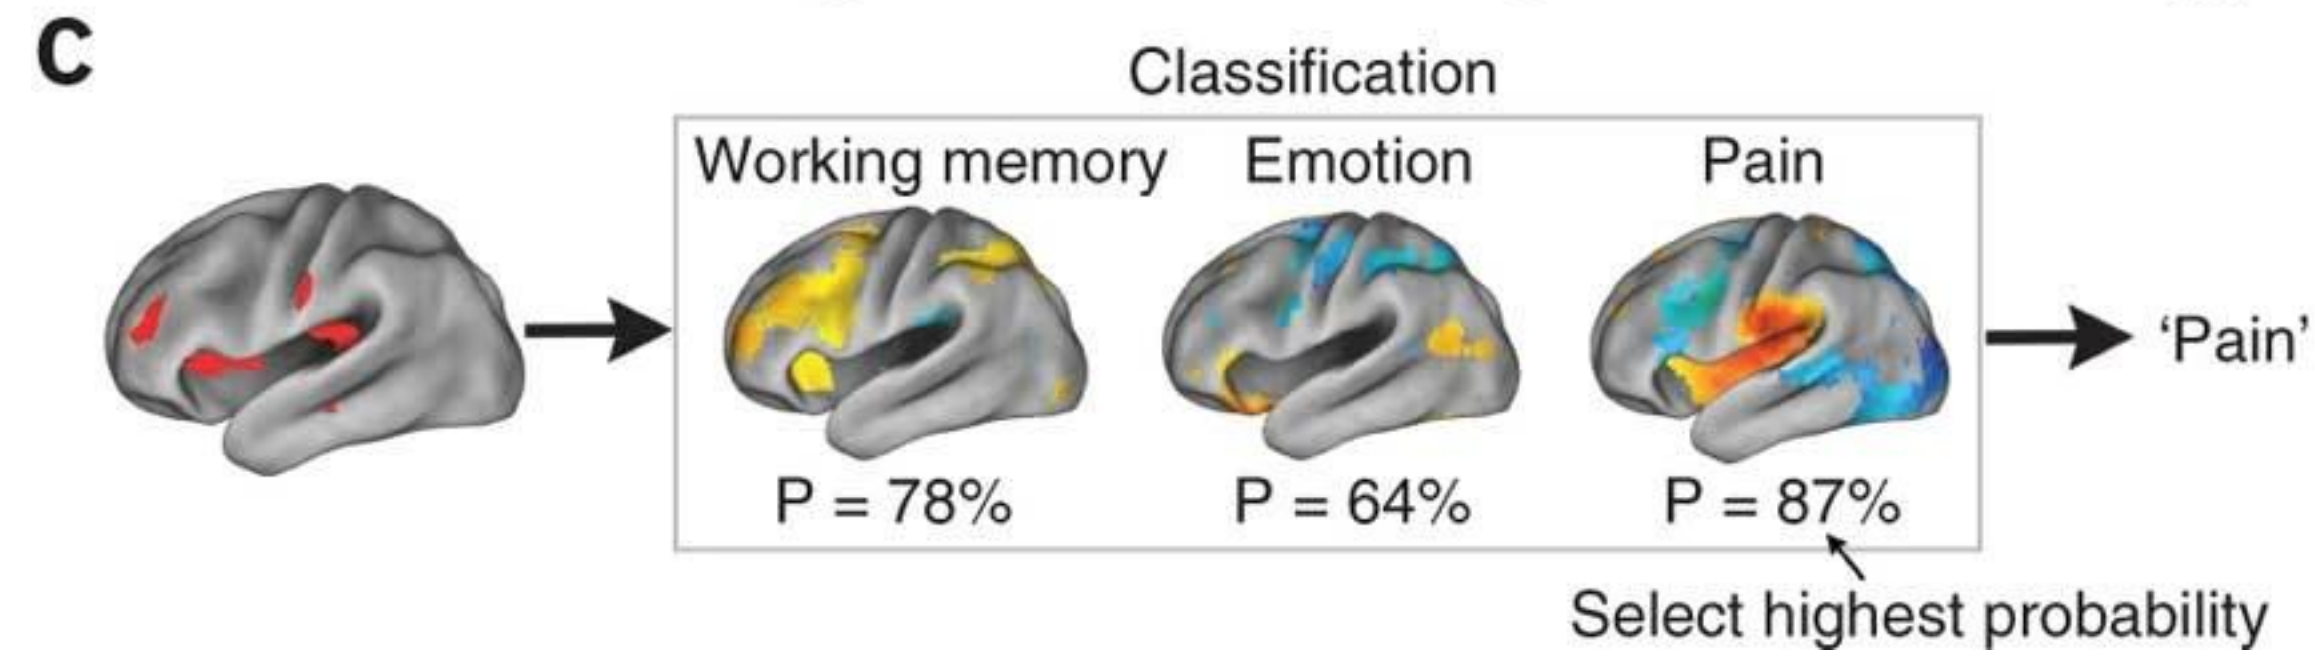 C
Classification
Working memory Emotion Pain
P = 78% P = 64% P = 87%
‘Pain’
Select highest probability